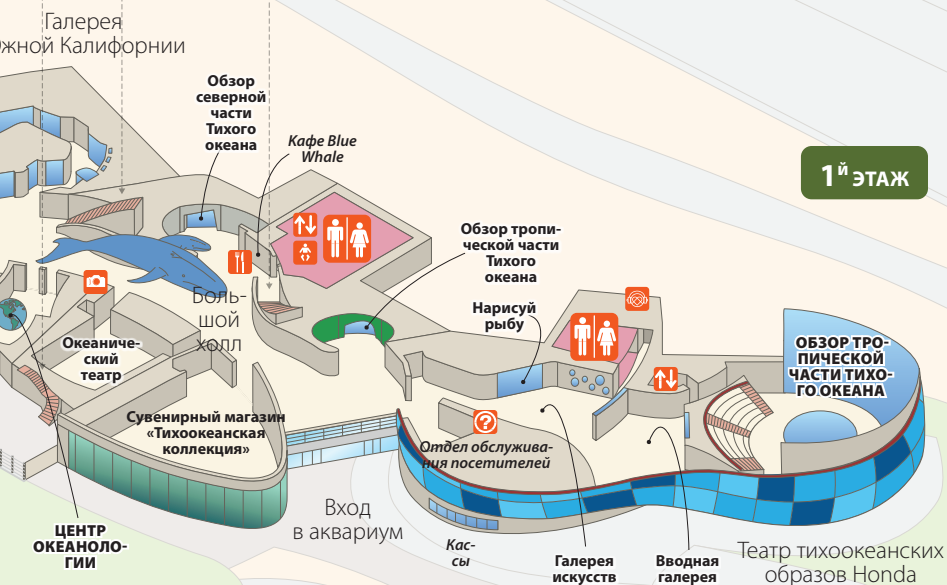 Галерея
Южной Калифорнии
Обзор
северной
части
Тихого
океана
Кафе Blue
Whale
1й ЭТАЖ
Обзор тропи-
ческой части
Тихого
океана
Нарисуй
рыбу
Боль-
шой
холл
Океаниче-
ский
театр
ОБЗОР ТРО-
ПИЧЕСКОЙ
ЧАСТИ ТИХО-
ГО ОКЕАНА
Сувенирный магазин
«Тихоокеанская
коллекция»
?
Отдел обслужива-
ния посетителей
Вход
в аквариум
ЦЕНТР
ОКЕАНОЛО-
ГИИ
Кас-
сы
Галерея
искусств
Вводная
галерея
Театр тихоокеанских
образов Honda